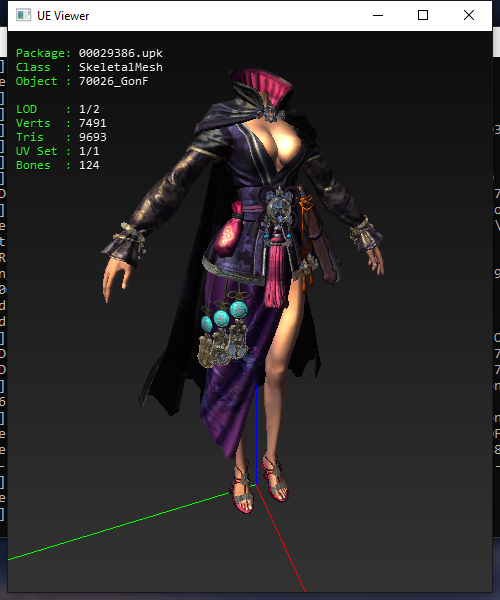 UE Viewer
Package: 00029386.upk
Class : SkeletalMesh
Object : 70026_GonF
LOD : 1/2
Verts : 7491
Tris : 9693
UV Set : 1/1
Bones : 124